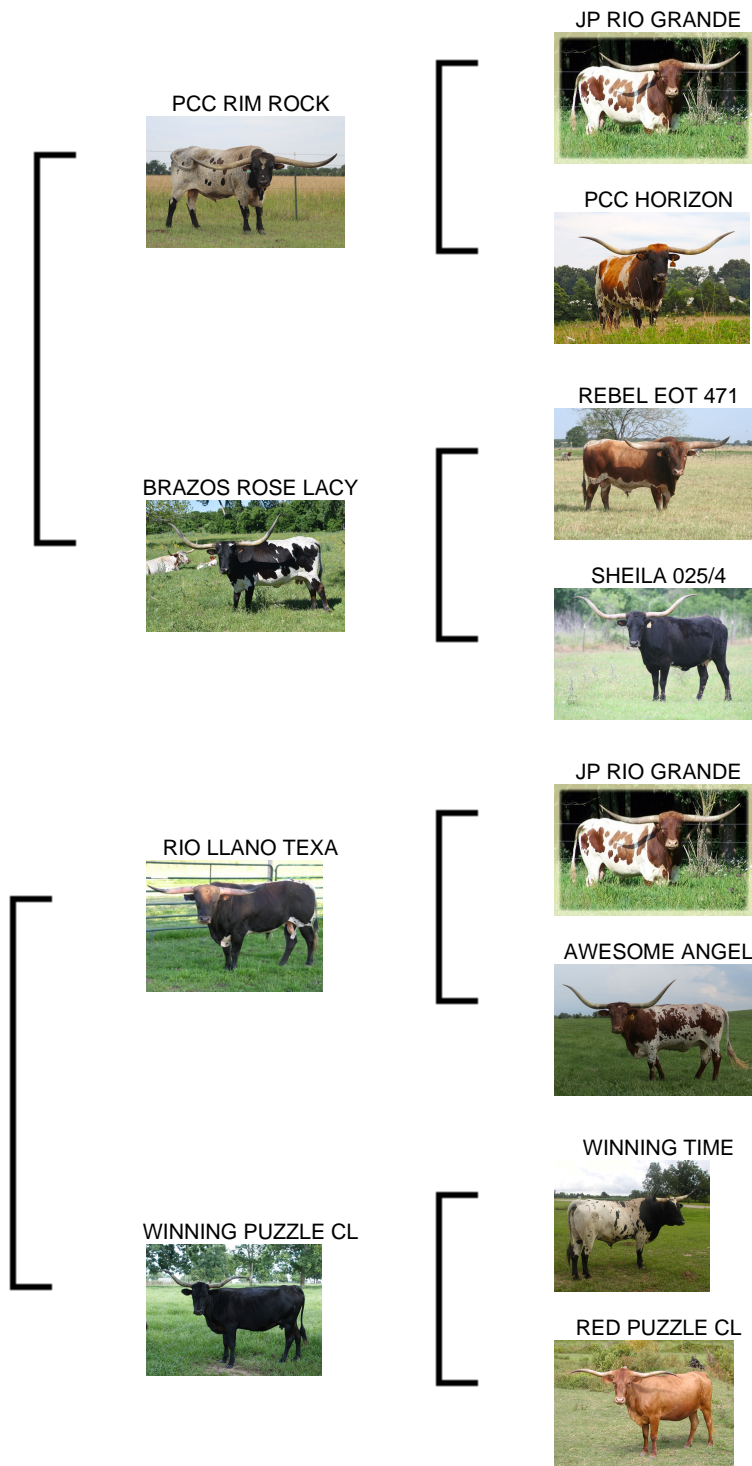 JP RIO GRANDE
PCC RIM ROCK
PCC HORIZON
REBEL EOT 471
BRAZOS ROSE LACY
SHEILA 025/4
JP RIO GRANDE
RIO LLANO TEXA
AWESOME ANGEL
WINNING TIME
WINNING PUZZLE CL
RED PUZZLE CL